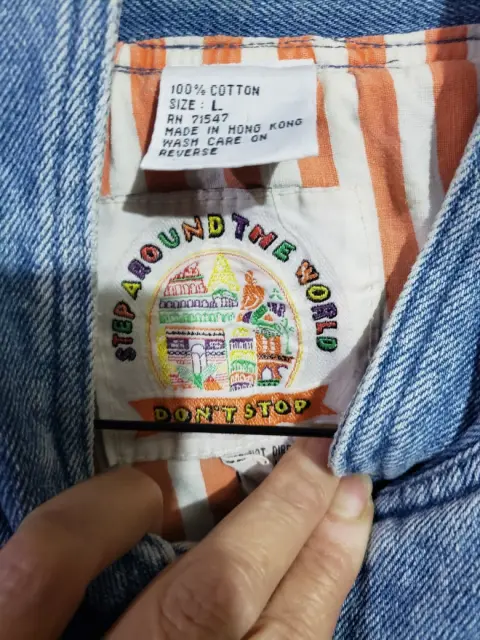 100% COTTON
SIZE: L
RN 71547
MADE IN HONG KONG
WASH CARE ON
REVERSE
STEP AROUND THE WORLD
DON'T STOP